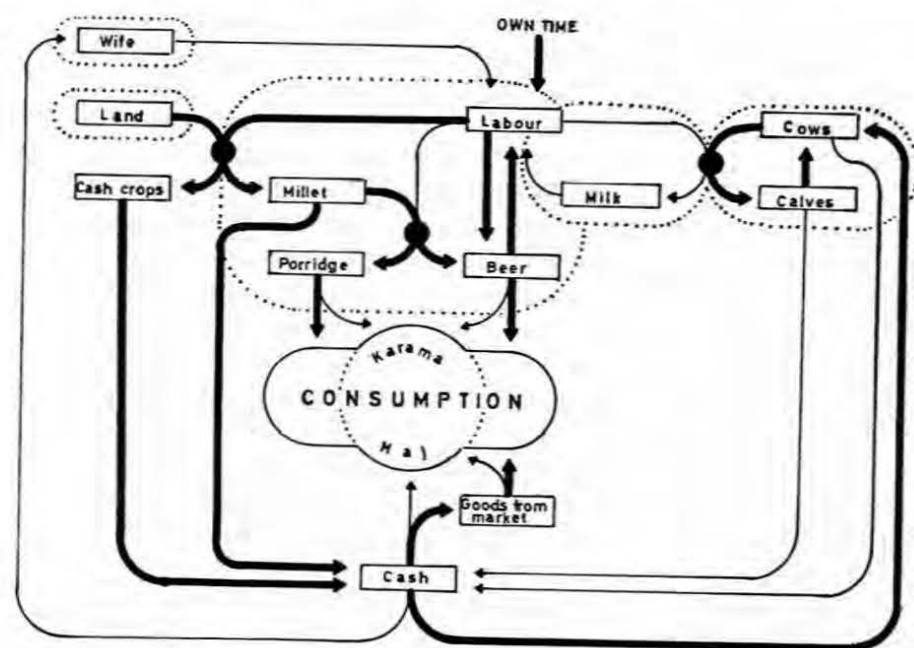 OWN TIME
Wife
Land
Labour
Cows
Cash crops
Millet
Milk
Calves
Porridge
Beer
Karama
CONSUMPTION
Haj
Goods from
market
Cash